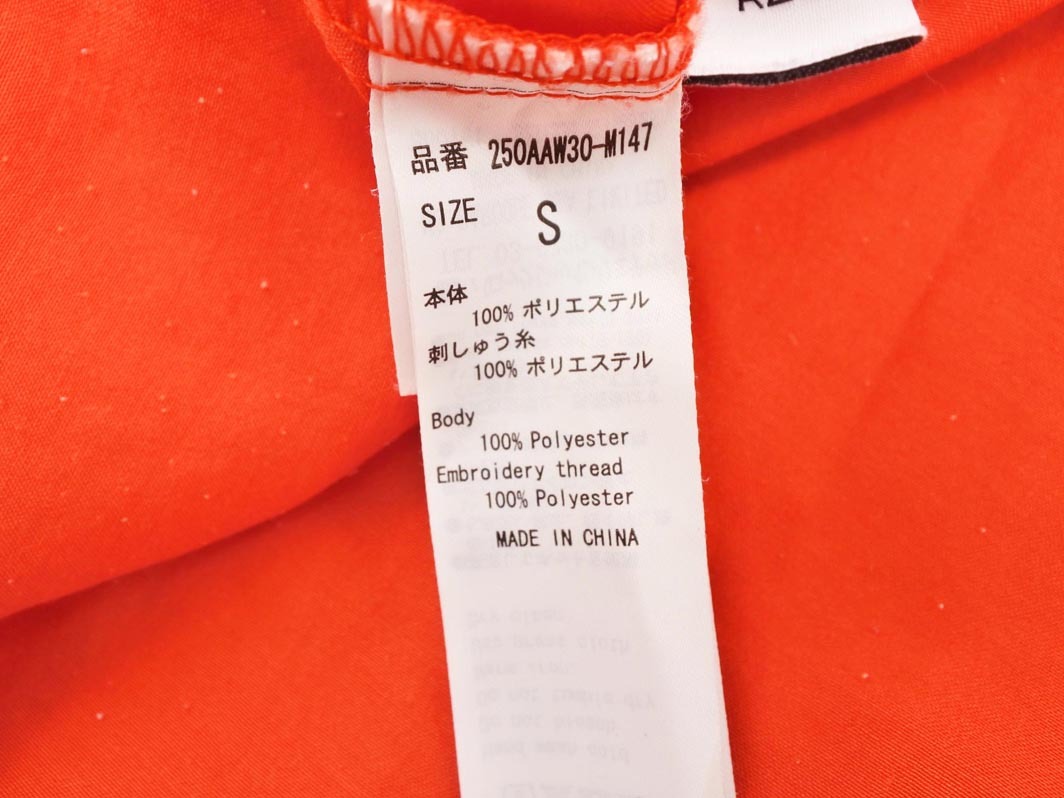 品番 250AAW30-M147
SIZE S
本体
100% ポリエステル
刺しゅう糸
100% ポリエステル
Body
100% Polyester
Embroidery thread
100% Polyester
MADE IN CHINA